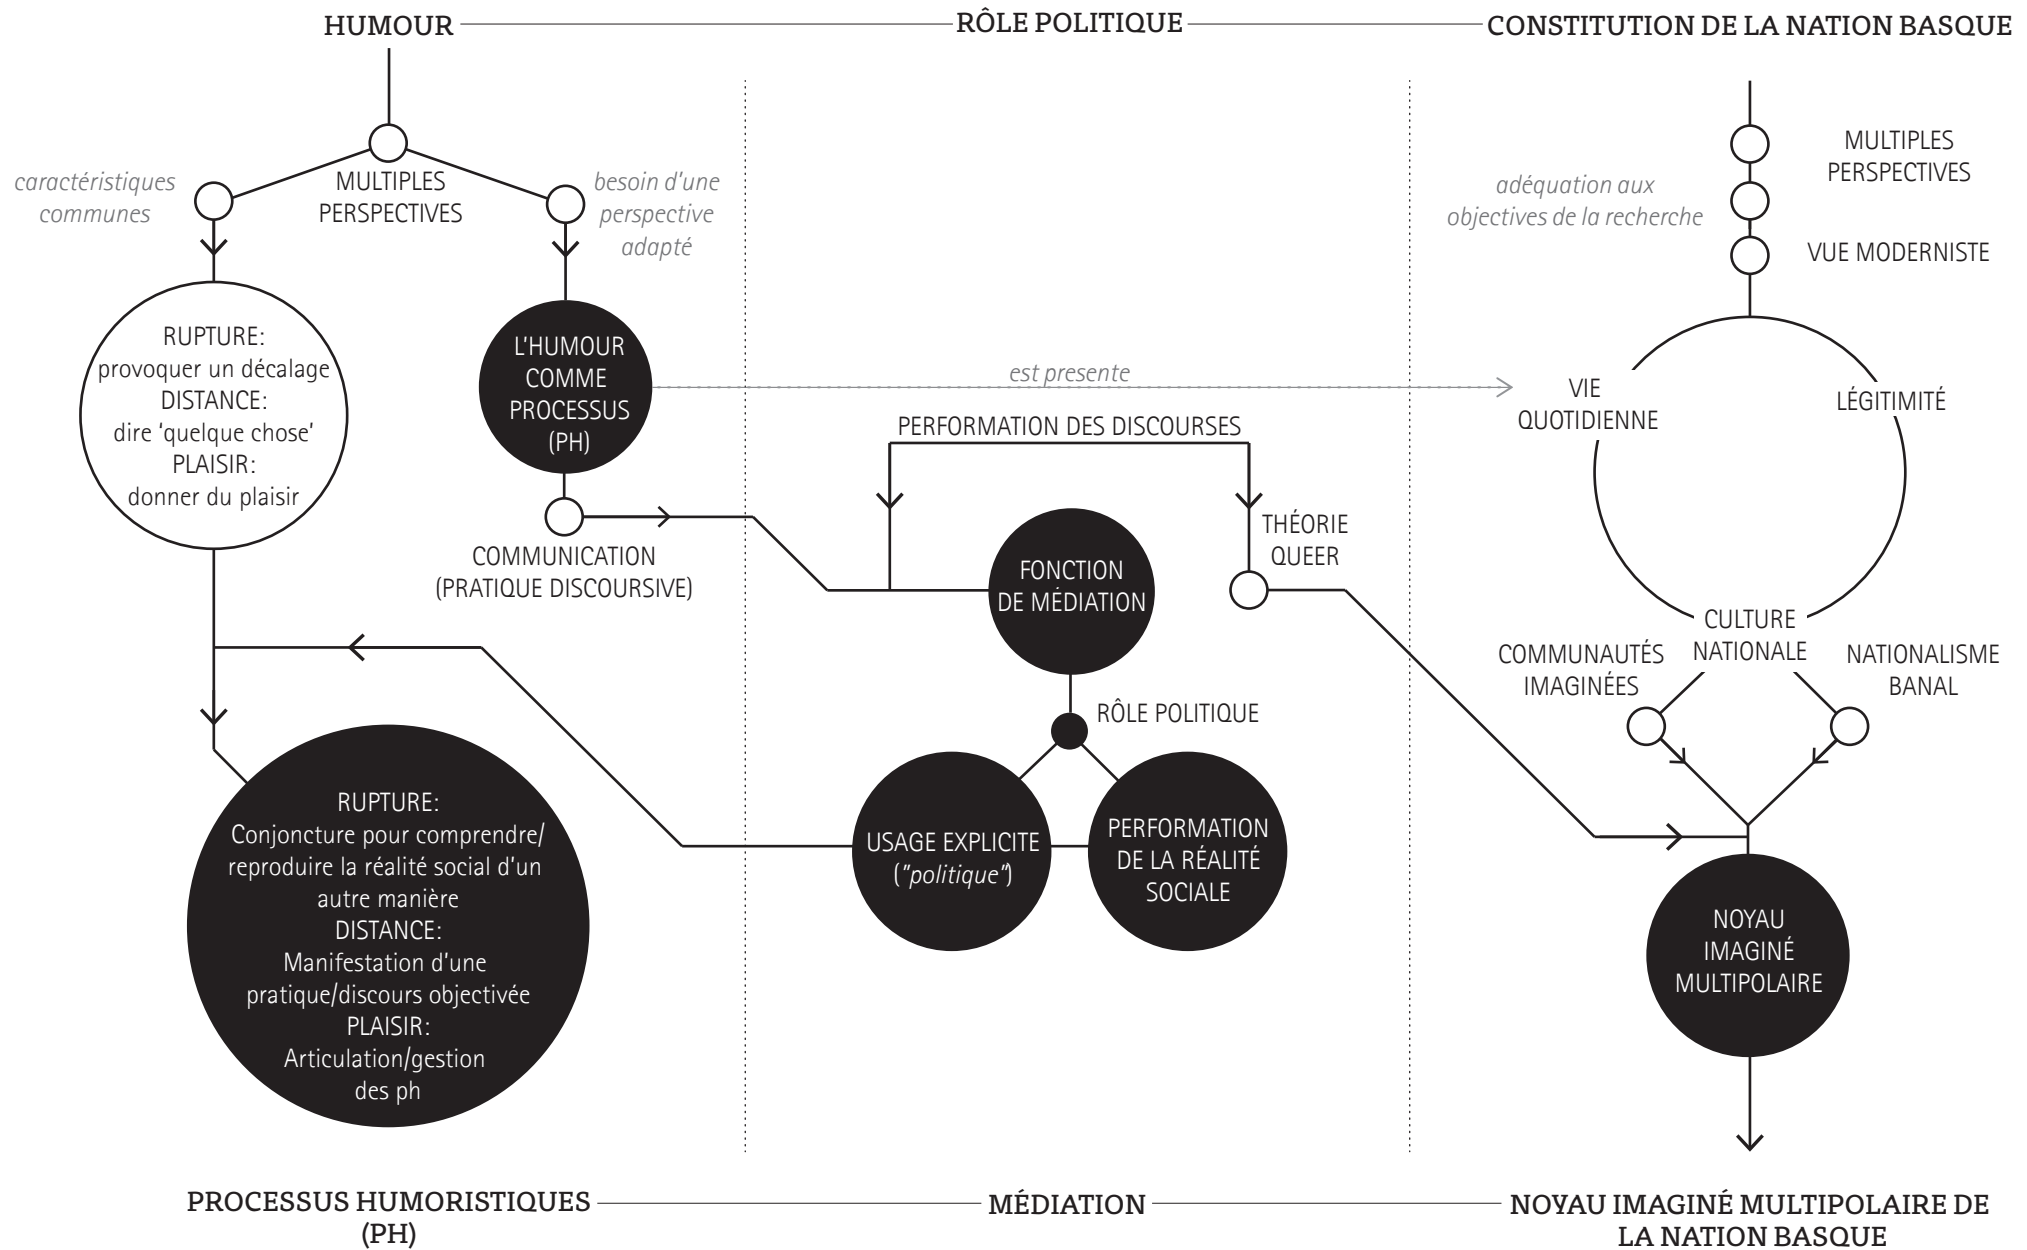 HUMOUR
RÔLE POLITIQUE
CONSTITUTION DE LA NATION BASQUE
caractéristiques
communes
MULTIPLES
PERSPECTIVES
besoin d'une
perspective
adapté
RUPTURE:
provoquer un décalage
DISTANCE:
dire ‘quelque chose’
PLAISIR:
donner du plaisir
L'HUMOUR
COMME
PROCESSUS
(PH)
COMMUNICATION
(PRATIQUE DISCOURSIVE)
RUPTURE:
Conjoncture pour comprendre/
reproduire la réalité social d'un
autre manière
DISTANCE:
Manifestation d'une
pratique/discours objectivée
PLAISIR:
Articulation/gestion
des ph
est presente
PERFORMATION DES DISCOURSES
THÉORIE
QUEER
FONCTION
DE MÉDIATION
RÔLE POLITIQUE
USAGE EXPLICITE
("politique")
PERFORMATION
DE LA RÉALITÉ
SOCIALE
MULTIPLES
PERSPECTIVES
adéquation aux
objectives de la recherche
VUE MODERNISTE
VIE
QUOTIDIENNE
LÉGITIMITÉ
CULTURE
NATIONALE
COMMUNAUTÉS
IMAGINÉES
NATIONALISME
BANAL
NOYAU
IMAGINÉ
MULTIPOLAIRE
PROCESSUS HUMORISTIQUES
(PH)
MÉDIATION
NOYAU IMAGINÉ MULTIPOLAIRE DE
LA NATION BASQUE